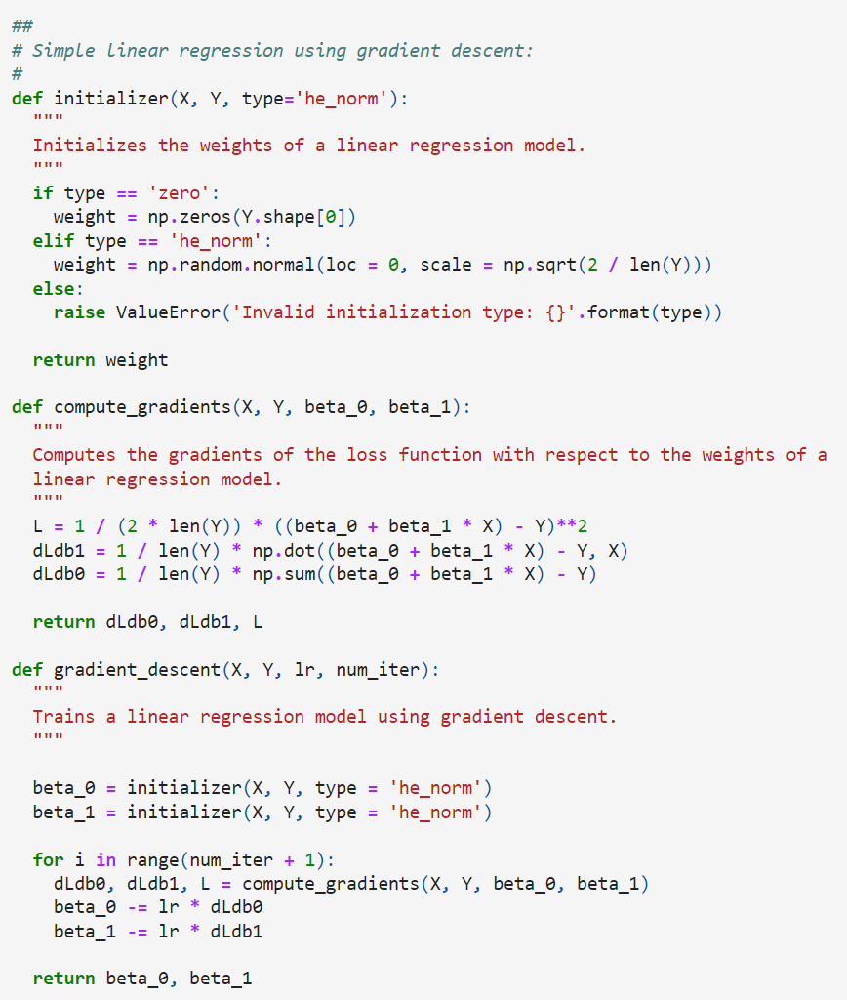 ##
# Simple linear regression using gradient descent:
#
def initializer(X, Y, type='he_norm'):
  """
  Initializes the weights of a linear regression model.
  """
  if type == 'zero':
    weight = np.zeros(Y.shape[0])
  elif type == 'he_norm':
    weight = np.random.normal(loc = 0, scale = np.sqrt(2 / len(Y)))
  else:
    raise ValueError('Invalid initialization type: {}'.format(type))

  return weight

def compute_gradients(X, Y, beta_0, beta_1):
  """
  Computes the gradients of the loss function with respect to the weights of a
  linear regression model.
  """
  L = 1 / (2 * len(Y)) * ((beta_0 + beta_1 * X) - Y)**2
  dLdb1 = 1 / len(Y) * np.dot((beta_0 + beta_1 * X) - Y, X)
  dLdb0 = 1 / len(Y) * np.sum((beta_0 + beta_1 * X) - Y)

  return dLdb0, dLdb1, L

def gradient_descent(X, Y, lr, num_iter):
  """
  Trains a linear regression model using gradient descent.
  """

  beta_0 = initializer(X, Y, type = 'he_norm')
  beta_1 = initializer(X, Y, type = 'he_norm')

  for i in range(num_iter + 1):
    dLdb0, dLdb1, L = compute_gradients(X, Y, beta_0, beta_1)
    beta_0 -= lr * dLdb0
    beta_1 -= lr * dLdb1

  return beta_0, beta_1